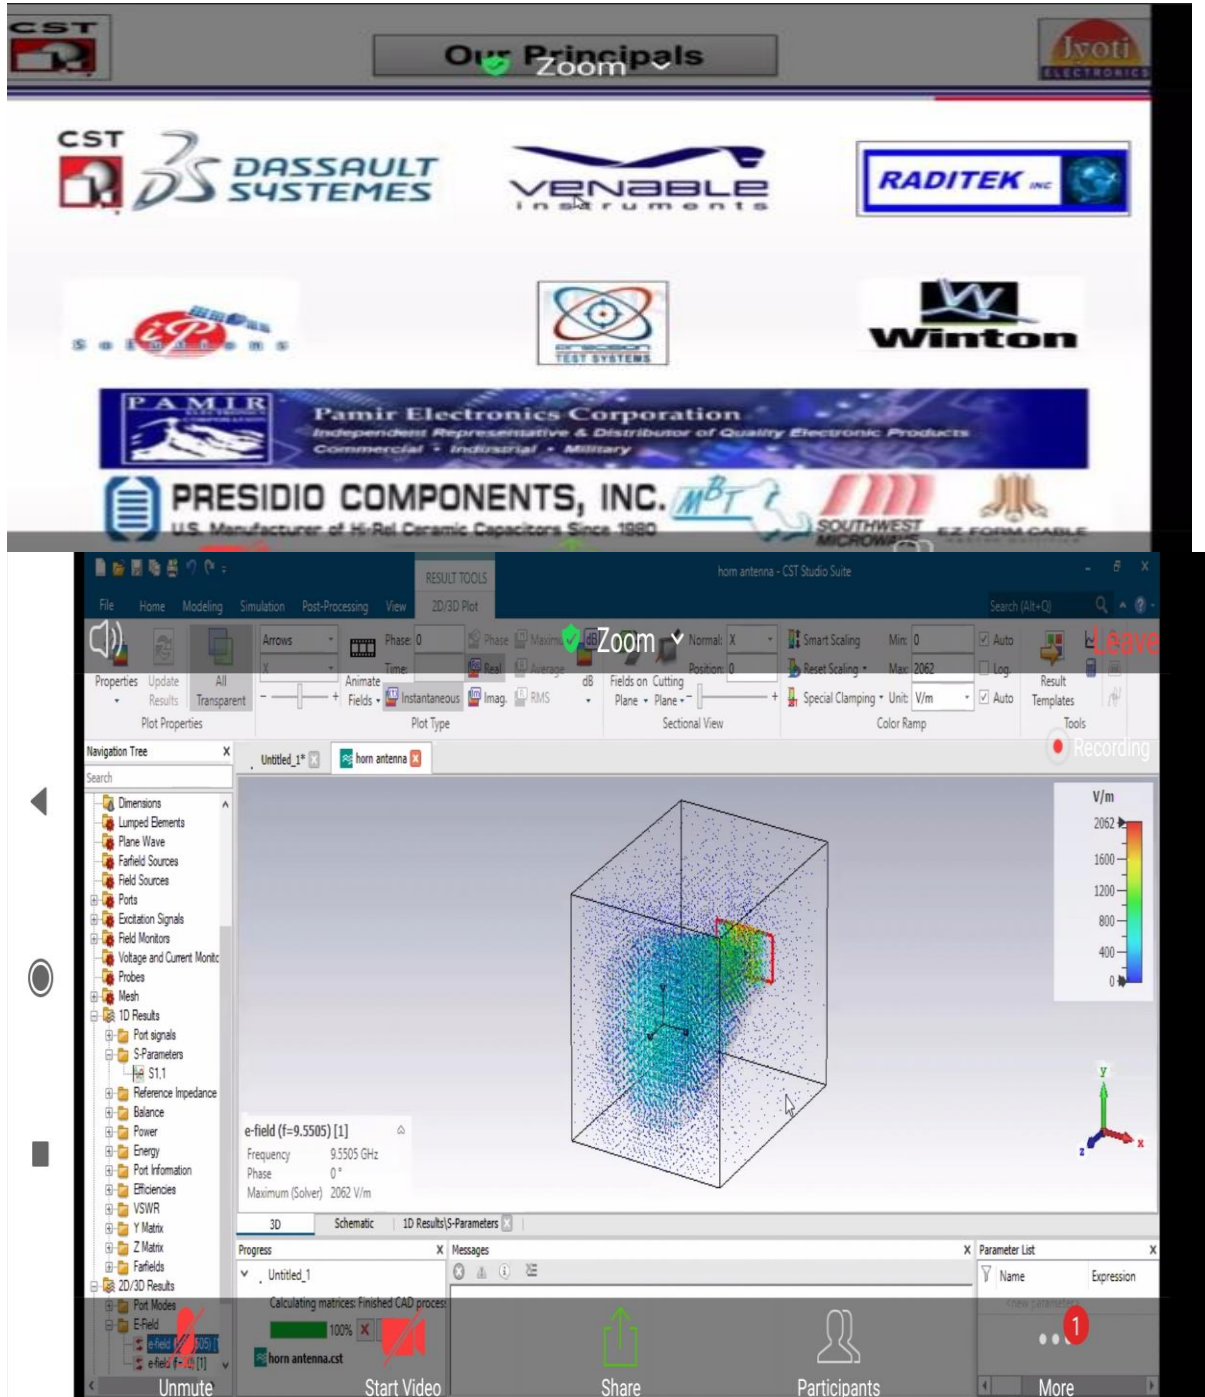 CST
Our Principals
Zoom
Jyoti
ELECTRONICS
CST
DASSAULT
SYSTEMES
VENABLE
instruments
RADITEK INC
iP
Solutions
PRECISION
TEST SYSTEMS
Winton
PAMIR
Pamir Electronics Corporation
Independent Representative & Distributor of Quality Electronic Products
Commercial • Industrial • Military
PRESIDIO COMPONENTS, INC.
U.S. Manufacturer of Hi-Rel Ceramic Capacitors Since 1980
MBT
SOUTHWEST
MICROWAVE
E.Z. FORM CABLE
RESULT TOOLS
horn antenna - CST Studio Suite
File Home Modeling Simulation Post-Processing View 2D/3D Plot
Search (Alt+Q)
Arrows
Phase: 0
Phase
dB
Zoom
Normal: X
Smart Scaling
Min: 0
Auto
Leave
X
Time:
Real
Average
Position: 0
Reset Scaling
Max: 2062
Log.
Properties
Update
Results
All
Transparent
Animate
Fields
Instantaneous
Imag.
RMS
dB
Fields on
Plane
Cutting
Plane
Special Clamping
Unit: V/m
Auto
Result
Templates
Plot Properties
Plot Type
Sectional View
Color Ramp
Tools
Navigation Tree X
Untitled_1*
horn antenna
Recording
Search
Dimensions
Lumped Elements
Plane Wave
Farfield Sources
Field Sources
Ports
Excitation Signals
Field Monitors
Voltage and Current Monitc
Probes
Mesh
1D Results
Port signals
S-Parameters
S1,1
Reference Impedance
Balance
Power
Energy
Port Information
Efficiencies
VSWR
Y Matrix
Z Matrix
Farfields
2D/3D Results
Port Modes
E-Field
V/m
2062
1600
1200
800
400
0
y
x
z
e-field (f=9.5505) [1]
Frequency 9.5505 GHz
Phase 0°
Maximum (Solver) 2062 V/m
3D Schematic 1D Results\S-Parameters
Progress X
Messages X
Parameter List X
Untitled_1
Name Expression
Calculating matrices: Finished CAD proces
100%
horn antenna.cst
1
Unmute
Start Video
Share
Participants
More